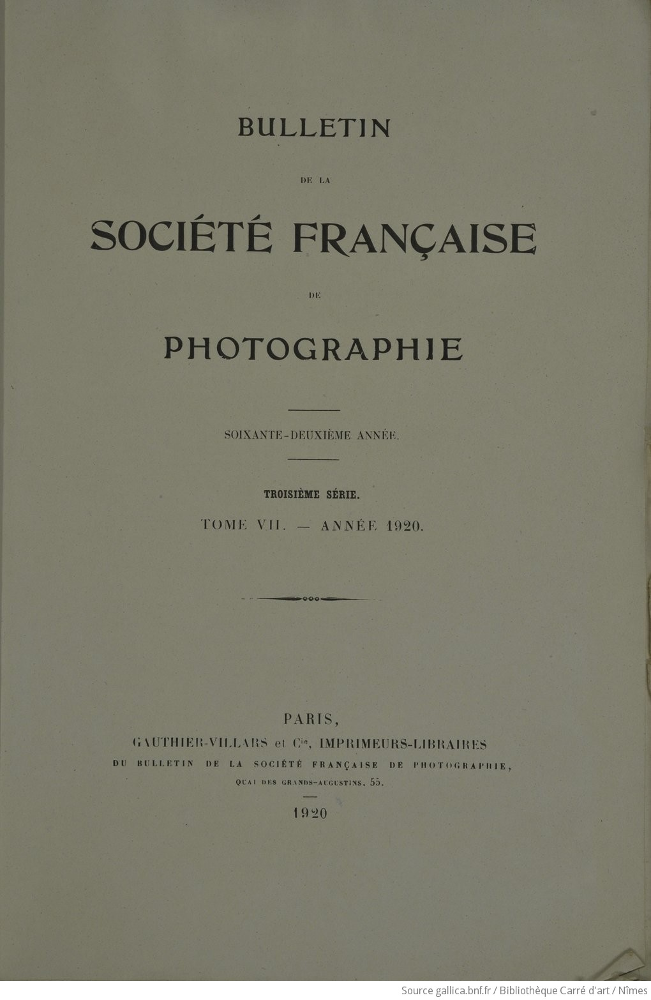 BULLETIN
DE LA
SOCIÉTÉ FRANÇAISE
DE
PHOTOGRAPHIE
SOIXANTE-DEUXIÈME ANNÉE.
TROISIÈME SÉRIE.
TOME VII. — ANNÉE 1920.
PARIS,
GAUTHIER-VILLARS et Cie, IMPRIMEURS-LIBRAIRES
DU BULLETIN DE LA SOCIÉTÉ FRANÇAISE DE PHOTOGRAPHIE,
QUAI DES GRANDS-AUGUSTINS, 55.
1920
Source gallica.bnf.fr / Bibliothèque Carré d'art / Nîmes